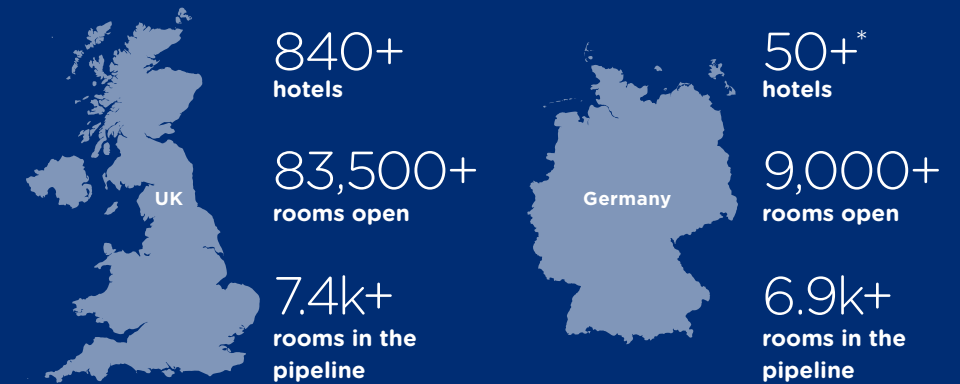 UK
840+
hotels
83,500+
rooms open
7.4k+
rooms in the
pipeline
Germany
50+*
hotels
9,000+
rooms open
6.9k+
rooms in the
pipeline